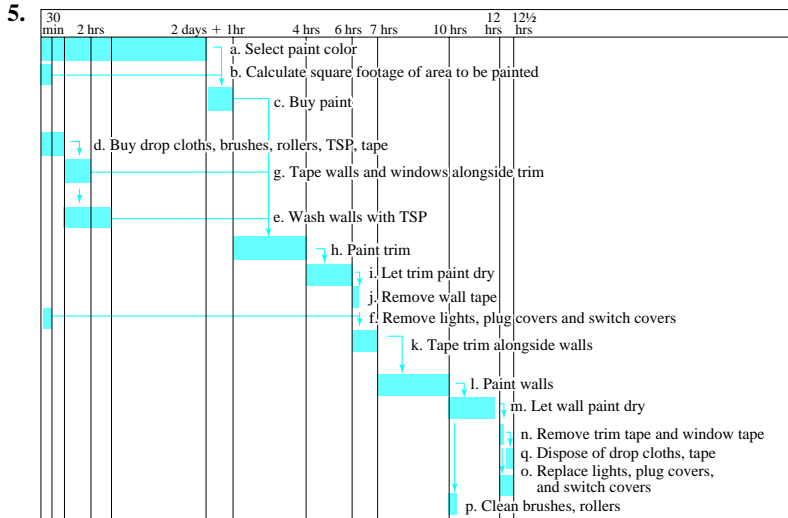 5.
30 min
2 hrs
2 days + 1hr
4 hrs
6 hrs
7 hrs
10 hrs
12 hrs
12½ hrs
a. Select paint color
b. Calculate square footage of area to be painted
c. Buy paint
d. Buy drop cloths, brushes, rollers, TSP, tape
g. Tape walls and windows alongside trim
e. Wash walls with TSP
h. Paint trim
i. Let trim paint dry
j. Remove wall tape
f. Remove lights, plug covers and switch covers
k. Tape trim alongside walls
l. Paint walls
m. Let wall paint dry
n. Remove trim tape and window tape
q. Dispose of drop cloths, tape
o. Replace lights, plug covers,
and switch covers
p. Clean brushes, rollers